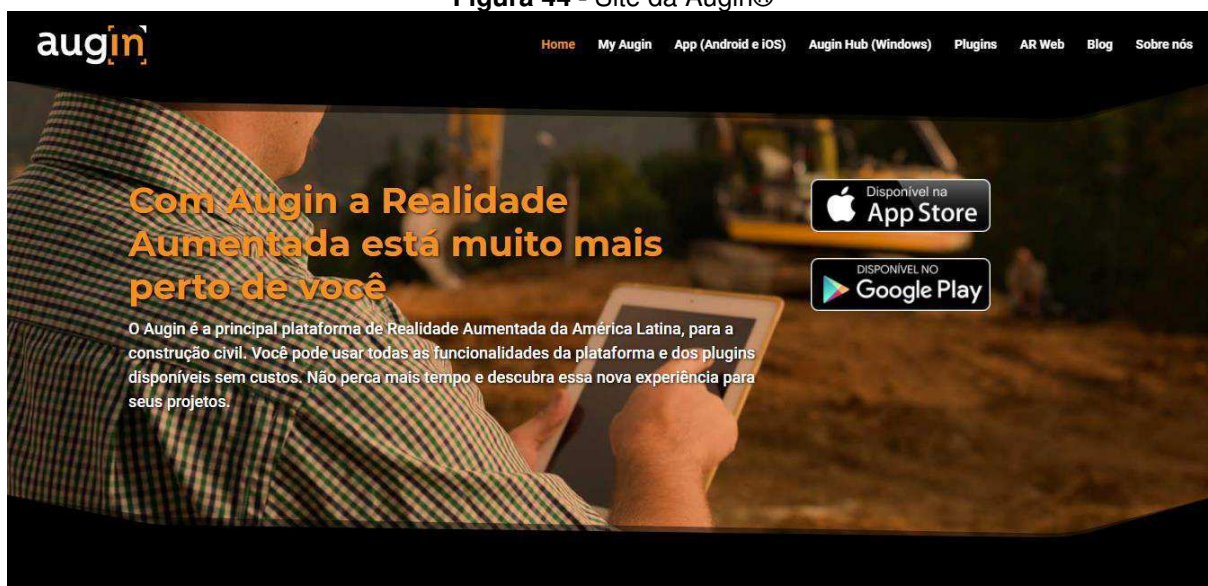 Figura 44 - Site da Augin®
augin
Home My Augin App (Android e iOS) Augin Hub (Windows) Plugins AR Web Blog Sobre nós
Com Augin a Realidade
Aumentada está muito mais
perto de você
O Augin é a principal plataforma de Realidade Aumentada da América Latina, para a
construção civil. Você pode usar todas as funcionalidades da plataforma e dos plugins
disponíveis sem custos. Não perca mais tempo e descubra essa nova experiência para
seus projetos.
Disponível na
App Store
DISPONÍVEL NO
Google Play